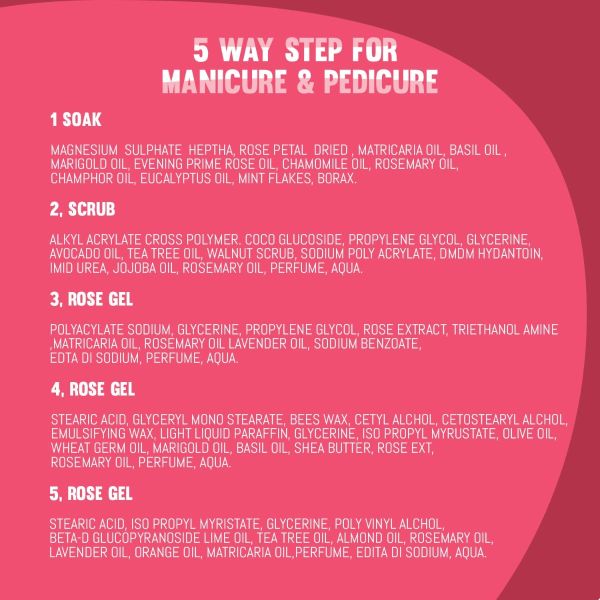 5 WAY STEP FOR
MANICURE & PEDICURE
1 SOAK
MAGNESIUM SULPHATE HEPTHA, ROSE PETAL DRIED , MATRICARIA OIL, BASIL OIL ,
MARIGOLD OIL, EVENING PRIME ROSE OIL, CHAMOMILE OIL, ROSEMARY OIL,
CHAMPHOR OIL, EUCALYPTUS OIL, MINT FLAKES, BORAX.
2, SCRUB
ALKYL ACRYLATE CROSS POLYMER. COCO GLUCOSIDE, PROPYLENE GLYCOL, GLYCERINE,
AVOCADO OIL, TEA TREE OIL, WALNUT SCRUB, SODIUM POLY ACRYLATE, DMDM HYDANTOIN,
IMID UREA, JOJOBA OIL, ROSEMARY OIL, PERFUME, AQUA.
3, ROSE GEL
POLYACYLATE SODIUM, GLYCERINE, PROPYLENE GLYCOL, ROSE EXTRACT, TRIETHANOL AMINE
,MATRICARIA OIL, ROSEMARY OIL LAVENDER OIL, SODIUM BENZOATE,
EDTA DI SODIUM, PERFUME, AQUA.
4, ROSE GEL
STEARIC ACID, GLYCERYL MONO STEARATE, BEES WAX, CETYL ALCHOL, CETOSTEARYL ALCHOL,
EMULSIFYING WAX, LIGHT LIQUID PARAFFIN, GLYCERINE, ISO PROPYL MYRUSTATE, OLIVE OIL,
WHEAT GERM OIL, MARIGOLD OIL, BASIL OIL, SHEA BUTTER, ROSE EXT,
ROSEMARY OIL, PERFUME, AQUA.
5, ROSE GEL
STEARIC ACID, ISO PROPYL MYRISTATE, GLYCERINE, POLY VINYL ALCHOL,
BETA-D GLUCOPYRANOSIDE LIME OIL, TEA TREE OIL, ALMOND OIL, ROSEMARY OIL,
LAVENDER OIL, ORANGE OIL, MATRICARIA OIL,PERFUME, EDITA DI SODIUM, AQUA.